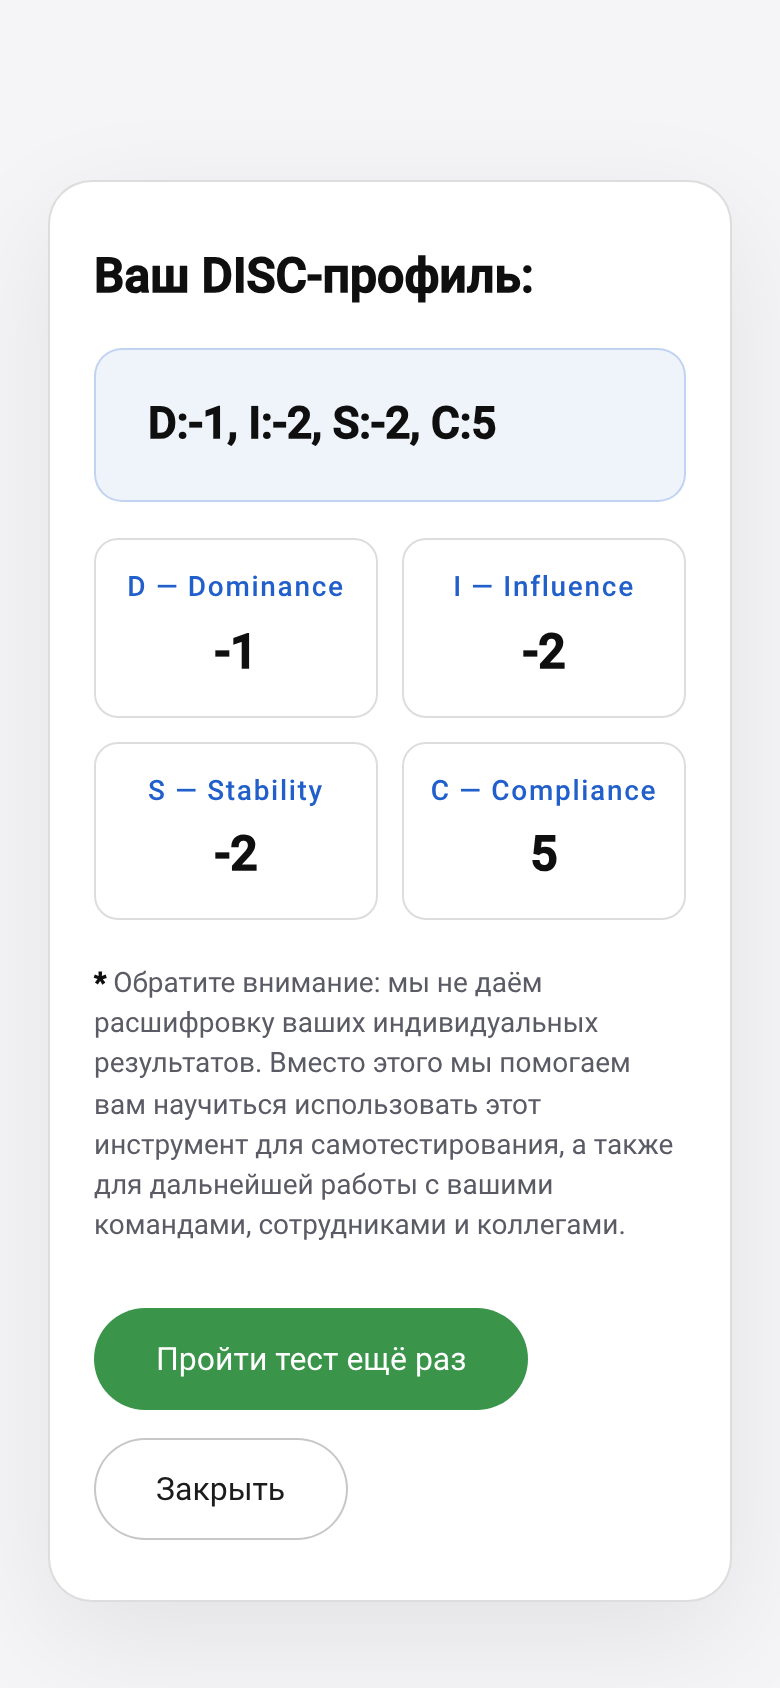 Ваш DISC-профиль:
D:-1, I:-2, S:-2, C:5
D — Dominance
-1
I — Influence
-2
S — Stability
-2
C — Compliance
5
* Обратите внимание: мы не даём
расшифровку ваших индивидуальных
результатов. Вместо этого мы помогаем
вам научиться использовать этот
инструмент для самотестирования, а также
для дальнейшей работы с вашими
командами, сотрудниками и коллегами.
Пройти тест ещё раз
Закрыть